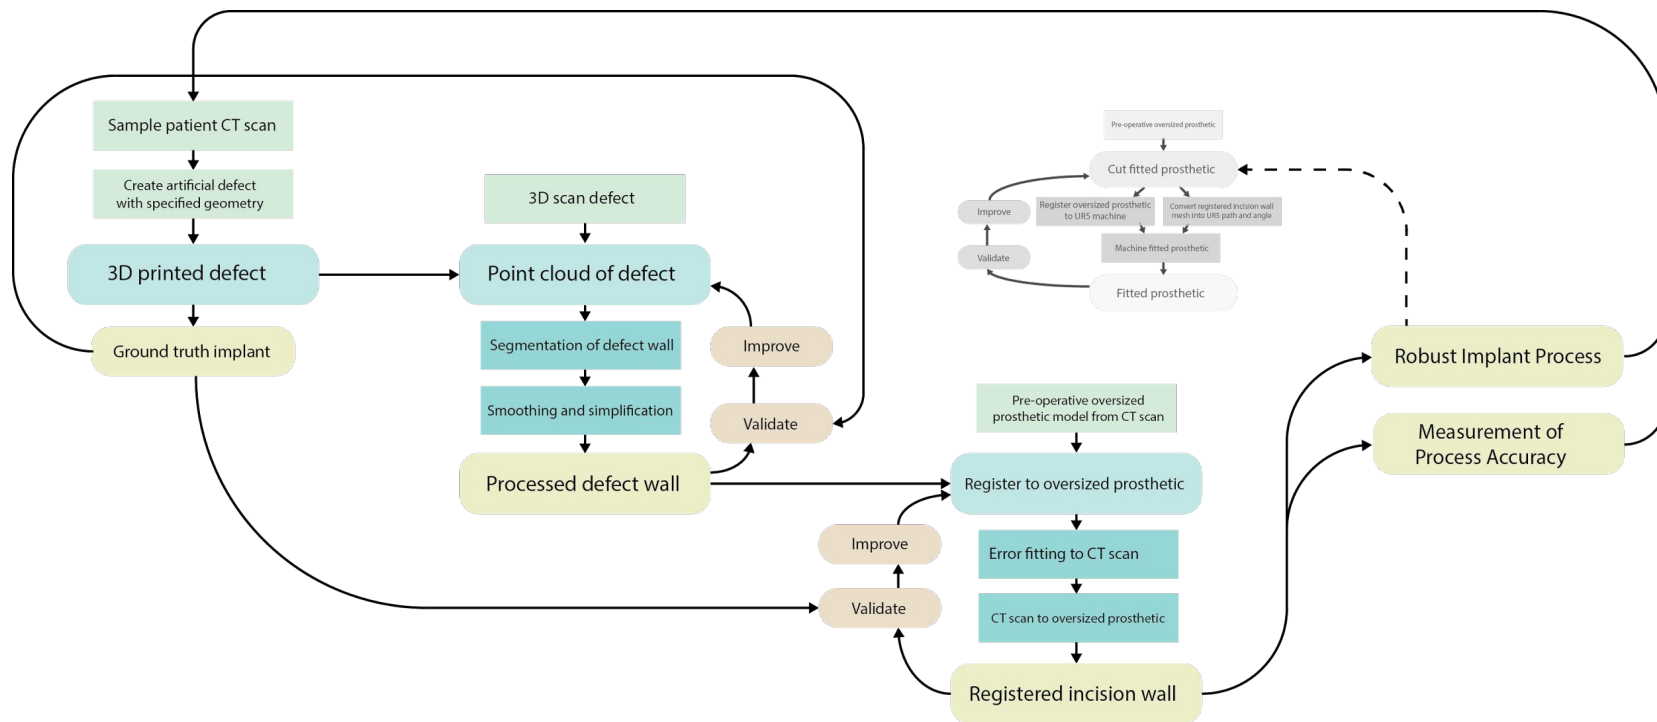 Sample patient CT scan
Create artificial defect
with specified geometry
3D printed defect
Ground truth implant
3D scan defect
Point cloud of defect
Segmentation of defect wall
Smoothing and simplification
Processed defect wall
Improve
Validate
Pre-operative oversized prosthetic
Cut fitted prosthetic
Register oversized prosthetic
to UR5 machine
Convert registered incision wall
mesh into UR5 path and angle
Machine fitted prosthetic
Fitted prosthetic
Improve
Validate
Pre-operative oversized
prosthetic model from CT scan
Register to oversized prosthetic
Error fitting to CT scan
CT scan to oversized prosthetic
Registered incision wall
Improve
Validate
Robust Implant Process
Measurement of
Process Accuracy